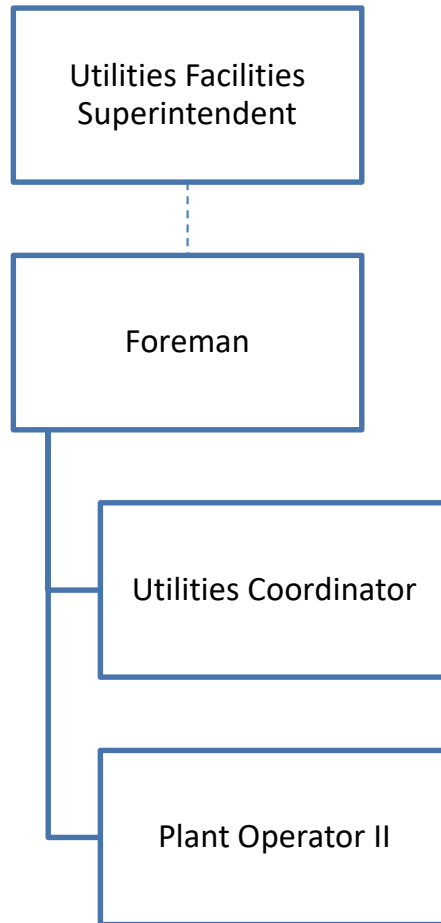 Utilities Facilities
Superintendent
Foreman
Utilities Coordinator
Plant Operator II